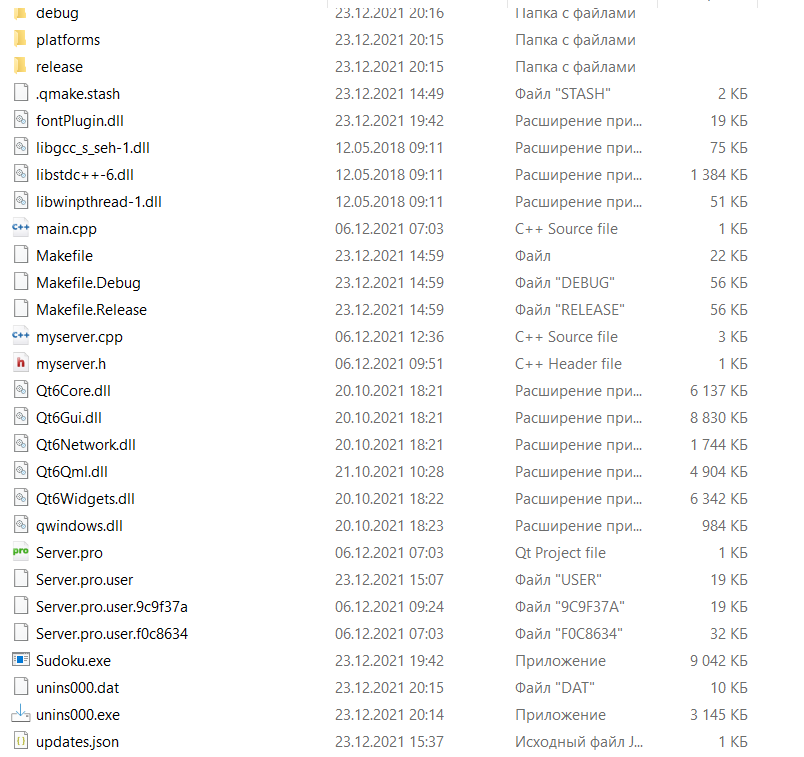 debug 23.12.2021 20:16 Папка с файлами
platforms 23.12.2021 20:15 Папка с файлами
release 23.12.2021 20:15 Папка с файлами
.qmake.stash 23.12.2021 14:49 Файл "STASH" 2 КБ
fontPlugin.dll 23.12.2021 19:42 Расширение при... 19 КБ
libgcc_s_seh-1.dll 12.05.2018 09:11 Расширение при... 75 КБ
libstdc++-6.dll 12.05.2018 09:11 Расширение при... 1 384 КБ
libwinpthread-1.dll 12.05.2018 09:11 Расширение при... 51 КБ
main.cpp 06.12.2021 07:03 C++ Source file 1 КБ
Makefile 23.12.2021 14:59 Файл 22 КБ
Makefile.Debug 23.12.2021 14:59 Файл "DEBUG" 56 КБ
Makefile.Release 23.12.2021 14:59 Файл "RELEASE" 56 КБ
myserver.cpp 06.12.2021 12:36 C++ Source file 3 КБ
myserver.h 06.12.2021 09:51 C++ Header file 1 КБ
Qt6Core.dll 20.10.2021 18:21 Расширение при... 6 137 КБ
Qt6Gui.dll 20.10.2021 18:21 Расширение при... 8 830 КБ
Qt6Network.dll 20.10.2021 18:21 Расширение при... 1 744 КБ
Qt6Qml.dll 21.10.2021 10:28 Расширение при... 4 904 КБ
Qt6Widgets.dll 20.10.2021 18:22 Расширение при... 6 342 КБ
qwindows.dll 20.10.2021 18:23 Расширение при... 984 КБ
Server.pro 06.12.2021 07:03 Qt Project file 1 КБ
Server.pro.user 23.12.2021 15:07 Файл "USER" 19 КБ
Server.pro.user.9c9f37a 06.12.2021 09:24 Файл "9C9F37A" 19 КБ
Server.pro.user.f0c8634 06.12.2021 07:03 Файл "F0C8634" 32 КБ
Sudoku.exe 23.12.2021 19:42 Приложение 9 042 КБ
unins000.dat 23.12.2021 20:15 Файл "DAT" 10 КБ
unins000.exe 23.12.2021 20:14 Приложение 3 145 КБ
updates.json 23.12.2021 15:37 Исходный файл J... 1 КБ